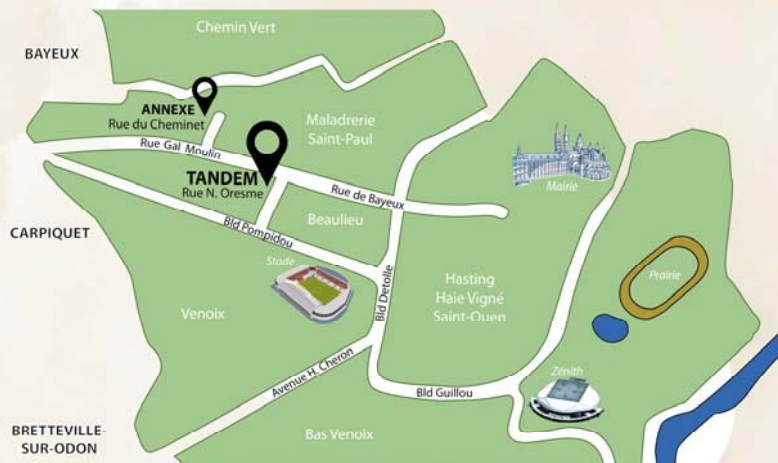 Chemin Vert
BAYEUX
ANNEXE
Rue du Cheminet
Maladrerie
Saint-Paul
Rue Gal Moulin
TANDEM
Rue N. Oresme
Rue de Bayeux
Mairie
Beaulieu
CARPIQUET
Bld Pompidou
Stade
Bld Detolle
Hasting
Haie Vigné
Saint-Ouen
Prairie
Venoix
Avenue H. Cheron
Bld Guillou
Zénith
BRETTEVILLE-
SUR-ODON
Bas Venoix